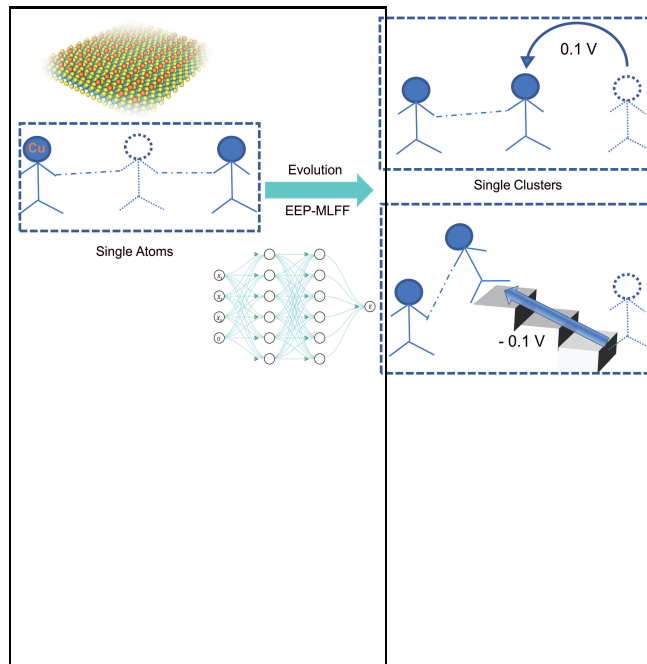 0.1 V
Cu
Evolution
EEP-MLFF
Single Clusters
Single Atoms
- 0.1 V